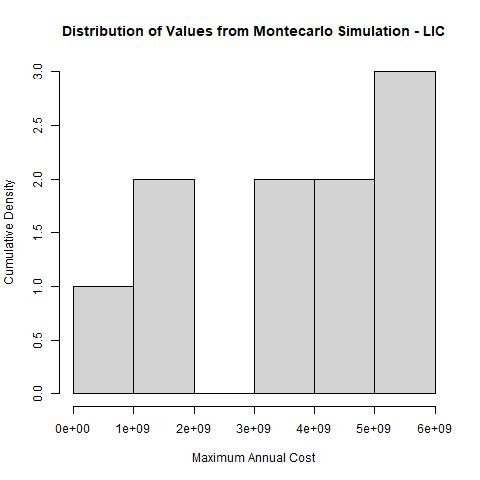 Distribution of Values from Montecarlo Simulation - LIC
Cumulative Density
3.0
2.5
2.0
1.5
1.0
0.5
0.0
0e+00 1e+09 2e+09 3e+09 4e+09 5e+09 6e+09
Maximum Annual Cost